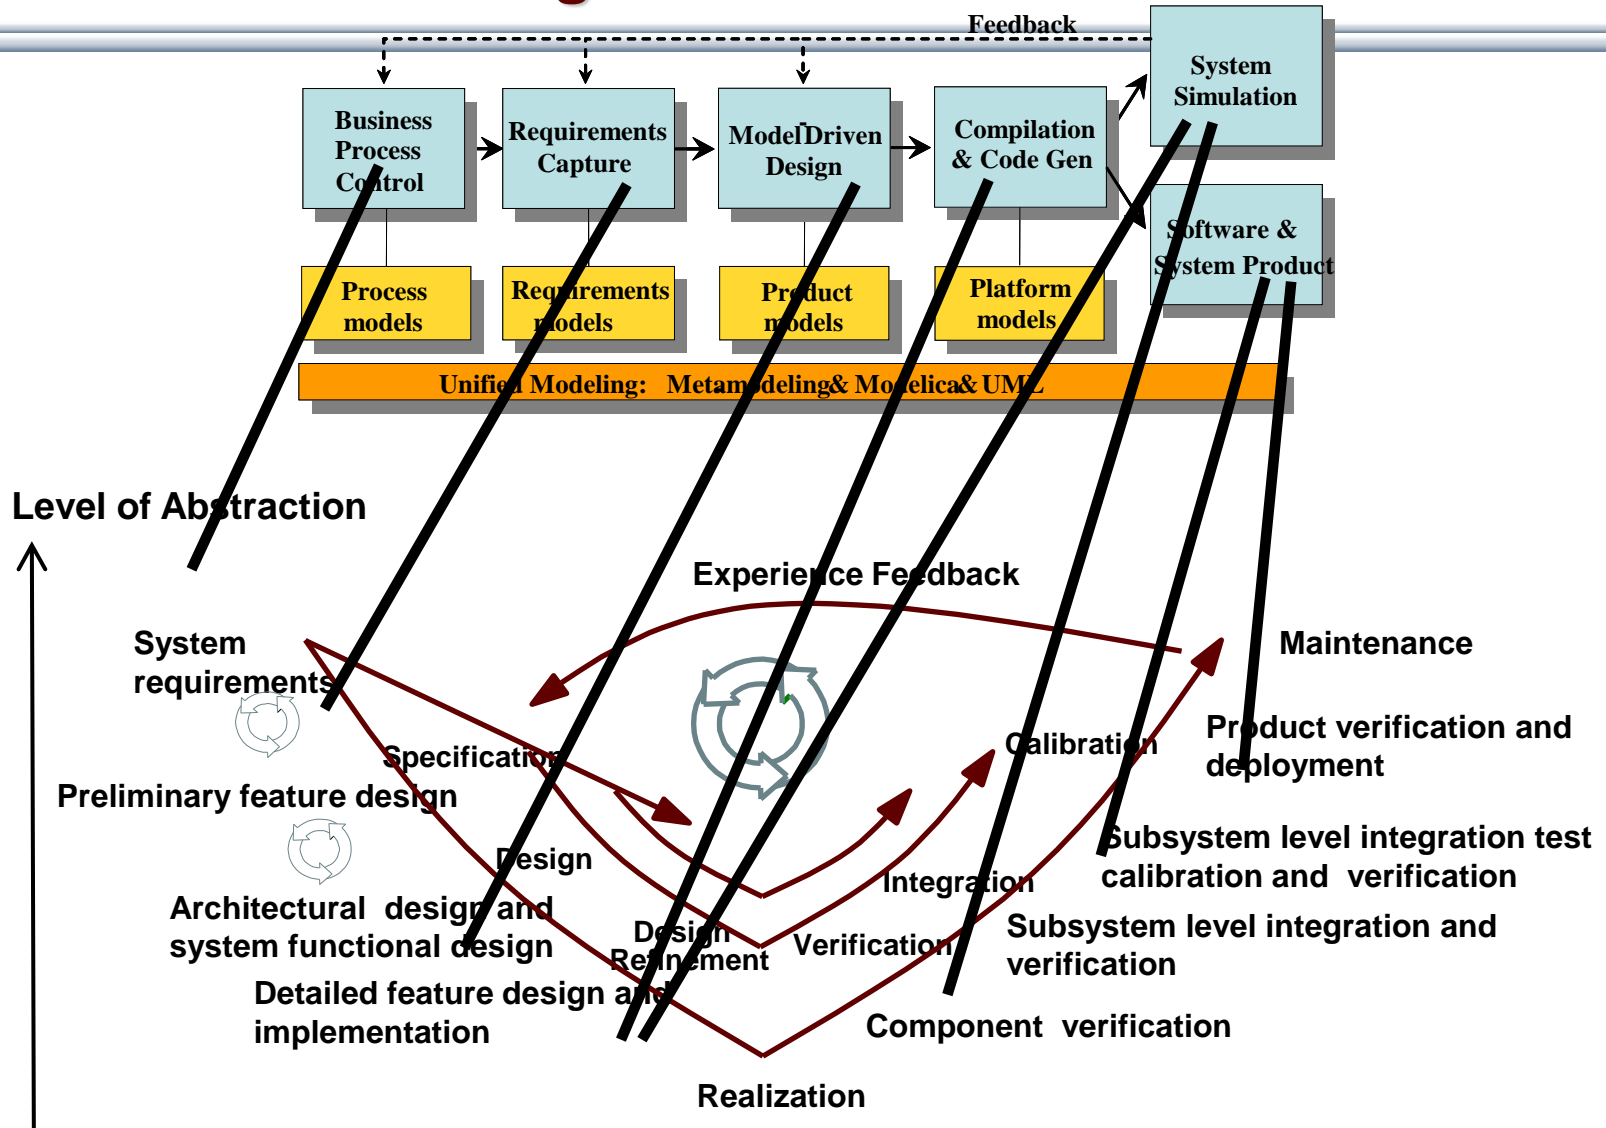 Feedback
System
Simulation
Business
Process
Control
Requirements
Capture
Model-Driven
Design
Compilation
& Code Gen
Software &
System Product
Process
models
Requirements
models
Product
models
Platform
models
Unified Modeling: Metamodeling& Modelica& UML
Level of Abstraction
Experience Feedback
System
requirements
Maintenance
Specification
Calibration
Product verification and
deployment
Preliminary feature design
Design
Integration
Subsystem level integration test
calibration and verification
Architectural design and
system functional design
Design
Refinement
Verification
Subsystem level integration and
verification
Detailed feature design and
implementation
Component verification
Realization